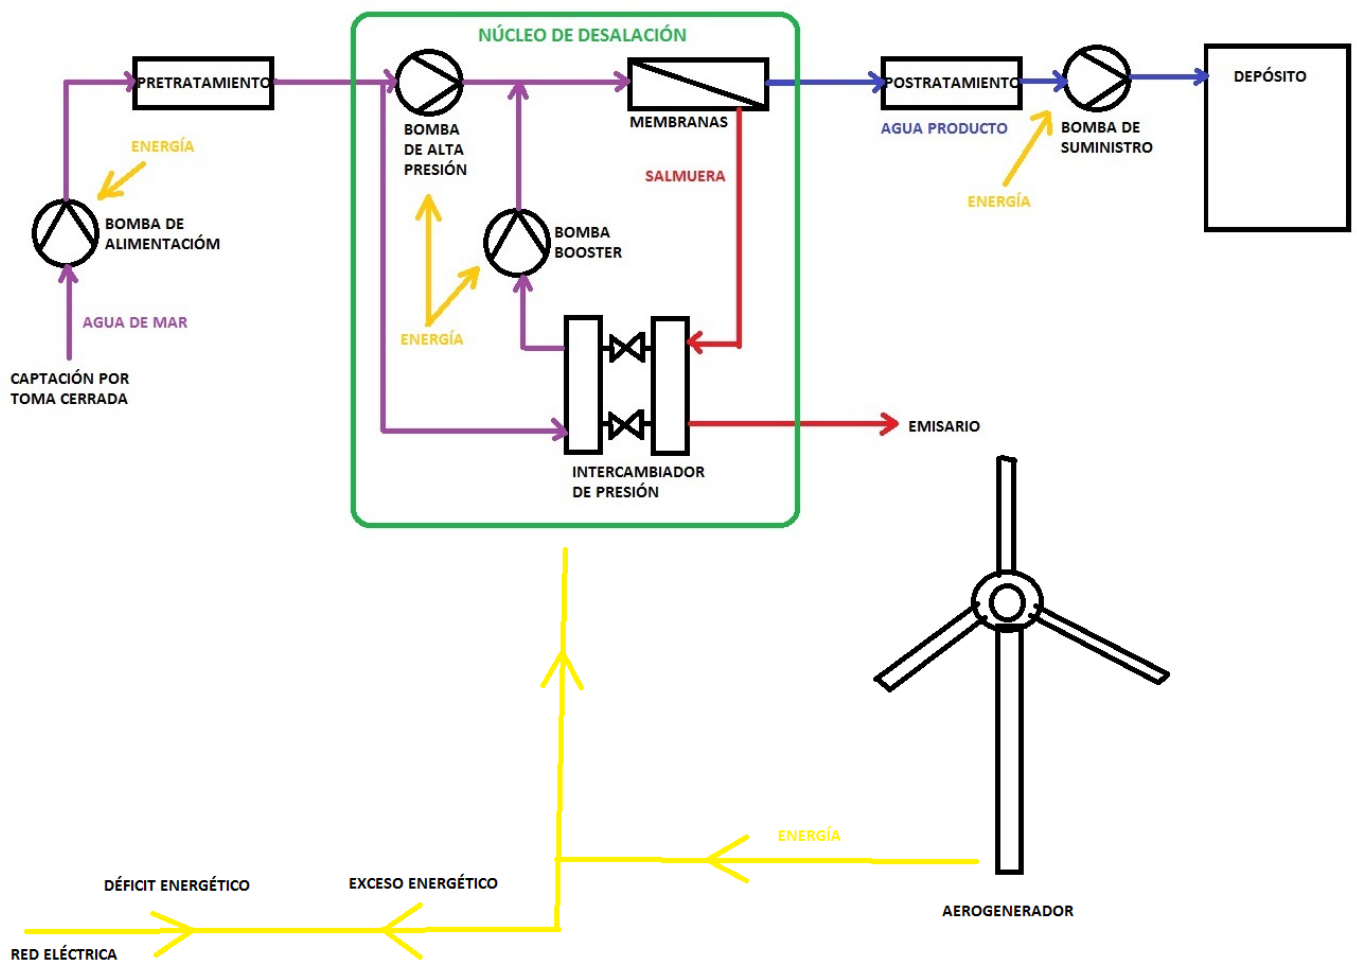 NÚCLEO DE DESALACIÓN
PRETRATAMIENTO
POSTRATAMIENTO
DEPÓSITO
ENERGÍA
BOMBA
DE ALTA
PRESIÓN
MEMBRANAS
AGUA PRODUCTO
BOMBA DE
SUMINISTRO
SALMUERA
ENERGÍA
BOMBA DE
ALIMENTACIÓM
BOMBA
BOOSTER
AGUA DE MAR
ENERGÍA
CAPTACIÓN POR
TOMA CERRADA
EMISARIO
INTERCAMBIADOR
DE PRESIÓN
ENERGÍA
DÉFICIT ENERGÉTICO
EXCESO ENERGÉTICO
AEROGENERADOR
RED ELÉCTRICA